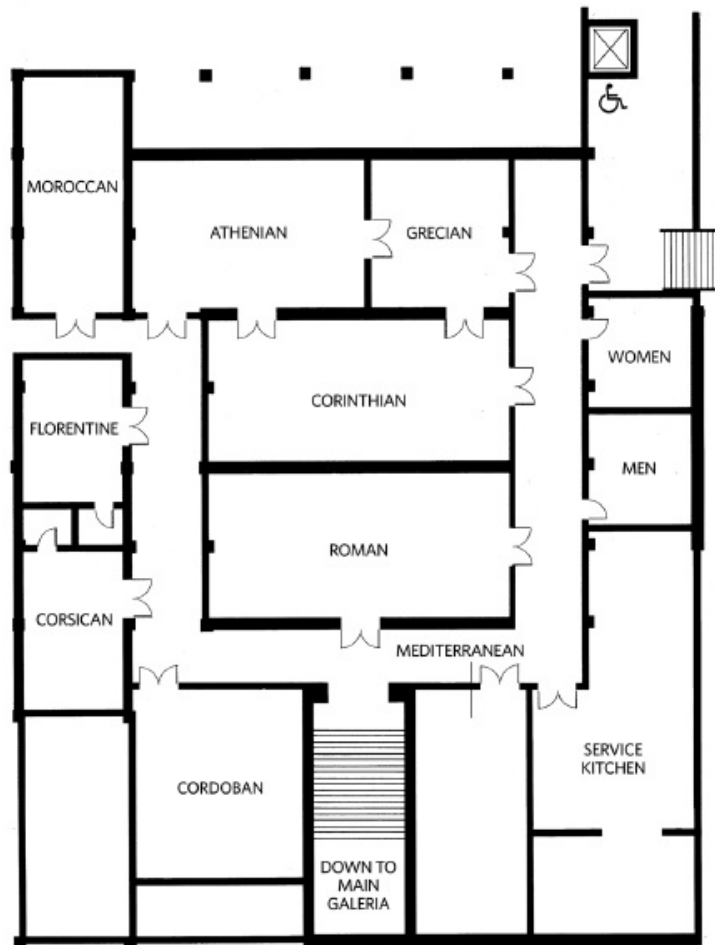 MOROCCAN
ATHENIAN
GRECIAN
WOMEN
CORINTHIAN
FLORENTINE
MEN
ROMAN
CORSICAN
MEDITERRANEAN
SERVICE
KITCHEN
CORDOBAN
DOWN TO
MAIN
GALERIA